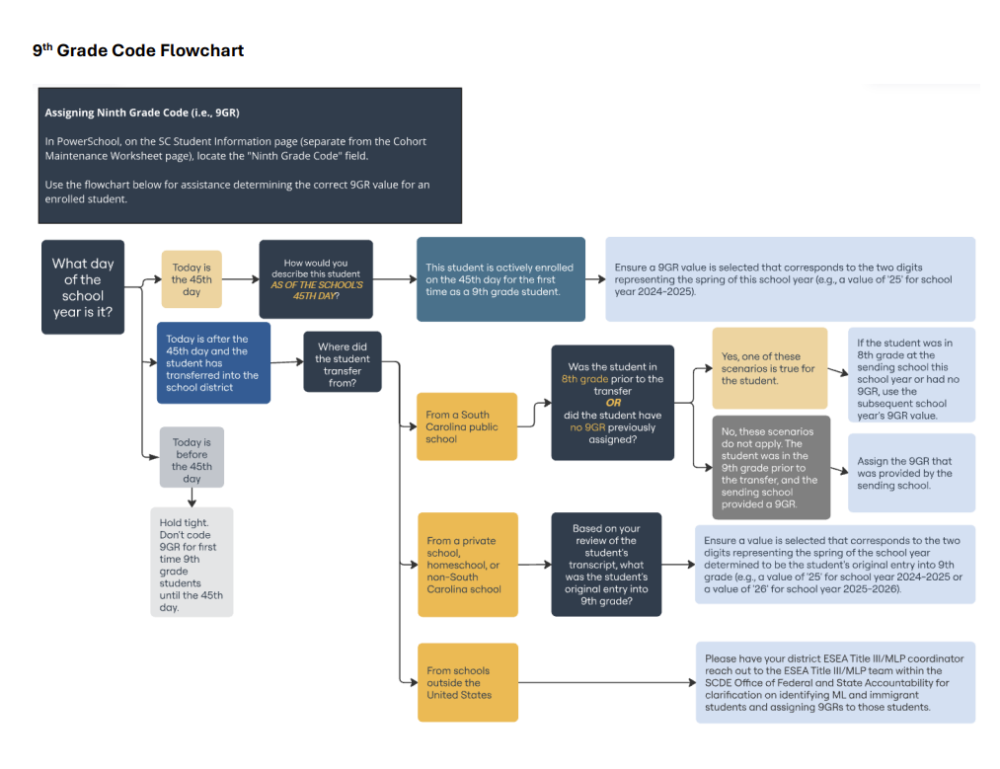 9th Grade Code Flowchart
Assigning Ninth Grade Code (i.e., 9GR)
In PowerSchool, on the SC Student Information page (separate from the Cohort
Maintenance Worksheet page), locate the "Ninth Grade Code" field.
Use the flowchart below for assistance determining the correct 9GR value for an
enrolled student.
What day
of the
school
year is it?
Today is
the 45th
day
How would you
describe this student
AS OF THE SCHOOL'S
45TH DAY?
This student is actively enrolled
on the 45th day for the first
time as a 9th grade student.
Ensure a 9GR value is selected that corresponds to the two digits
representing the spring of this school year (e.g., a value of '25' for school
year 2024-2025).
Today is after the
45th day and the
student has
transferred into the
school district
Where did
the student
transfer
from?
From a South
Carolina public
school
Was the student in
8th grade prior to the
transfer
OR
did the student have
no 9GR previously
assigned?
Yes, one of these
scenarios is true for
the student.
If the student was in
8th grade at the
sending school this
school year or had no
9GR, use the
subsequent school
year's 9GR value.
No, these scenarios
do not apply. The
student was in the
9th grade prior to
the transfer, and the
sending school
provided a 9GR.
Assign the 9GR that
was provided by the
sending school.
Today is
before
the 45th
day
Hold tight.
Don't code
9GR for first
time 9th
grade
students
until the 45th
day.
From a private
school,
homeschool, or
non-South
Carolina school
Based on your
review of the
student's
transcript, what
was the student's
original entry into
9th grade?
Ensure a value is selected that corresponds to the two
digits representing the spring of the school year
determined to be the student's original entry into 9th
grade (e.g., a value of '25' for school year 2024-2025 or
a value of '26' for school year 2025-2026).
From schools
outside the
United States
Please have your district ESEA Title III/MLP coordinator
reach out to the ESEA Title III/MLP team within the
SCDE Office of Federal and State Accountability for
clarification on identifying ML and immigrant
students and assigning 9GRs to those students.